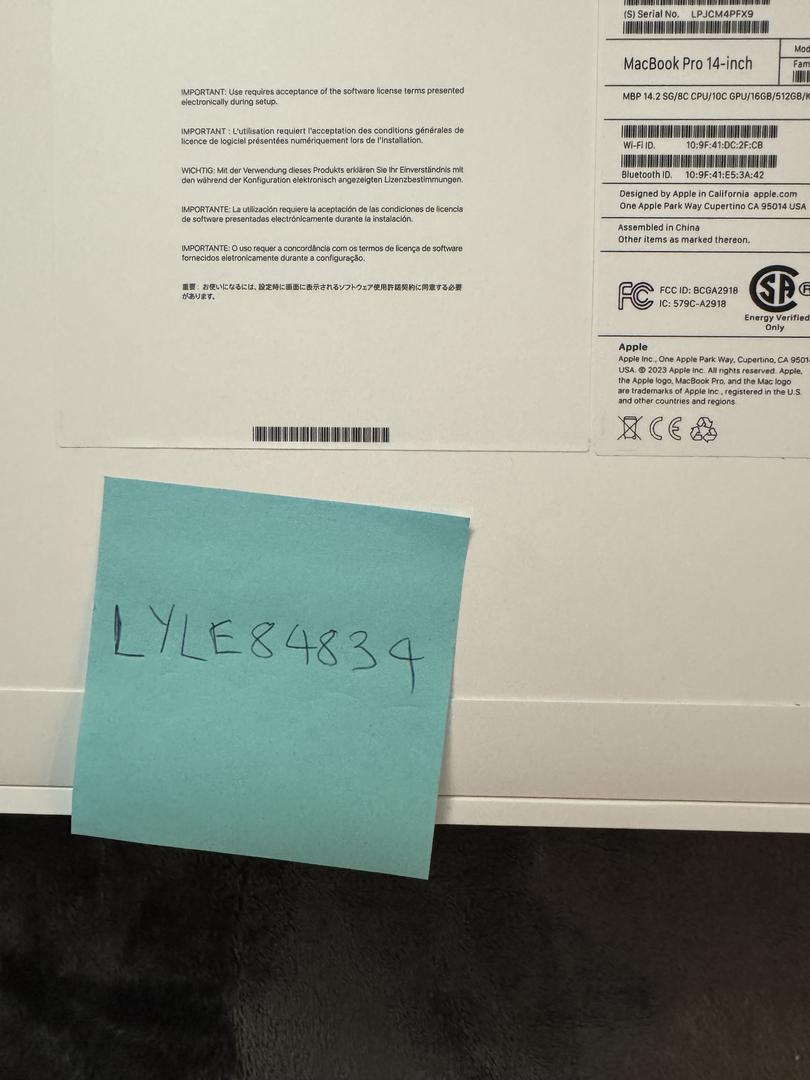 IMPORTANT: Use requires acceptance of the software license terms presented
electronically during setup.
IMPORTANT : L'utilisation requiert l'acceptation des conditions générales de
licence de logiciel présentées numériquement lors de l'installation.
WICHTIG: Mit der Verwendung dieses Produkts erklären Sie Ihr Einverständnis mit
den während der Konfiguration elektronisch angezeigten Lizenzbestimmungen.
IMPORTANTE: La utilización requiere la aceptación de las condiciones de licencia
de software presentadas electrónicamente durante la instalación.
IMPORTANTE: O uso requer a concordância com os termos de licença de software
fornecidos eletronicamente durante a configuração.
重要：お使いになるには、設定時に画面に表示されるソフトウェア使用許諾契約に同意する必要
があります。
(S) Serial No. LPJCM4PFX9
MacBook Pro 14-inch
Mod
Fam
MBP 14.2 SG/8C CPU/10C GPU/16GB/512GB/K
Wi-Fi ID. 10:9F:41:DC:2F:CB
Bluetooth ID. 10:9F:41:E5:3A:42
Designed by Apple in California apple.com
One Apple Park Way Cupertino CA 95014 USA
Assembled in China
Other items as marked thereon.
FC
FCC ID: BCGA2918
IC: 579C-A2918
SA
Energy Verified
Only
Apple
Apple Inc., One Apple Park Way, Cupertino, CA 9501
USA. ℗ 2023 Apple Inc. All rights reserved. Apple,
the Apple logo, MacBook Pro, and the Mac logo
are trademarks of Apple Inc., registered in the U.S.
and other countries and regions
CE
LYLE84834